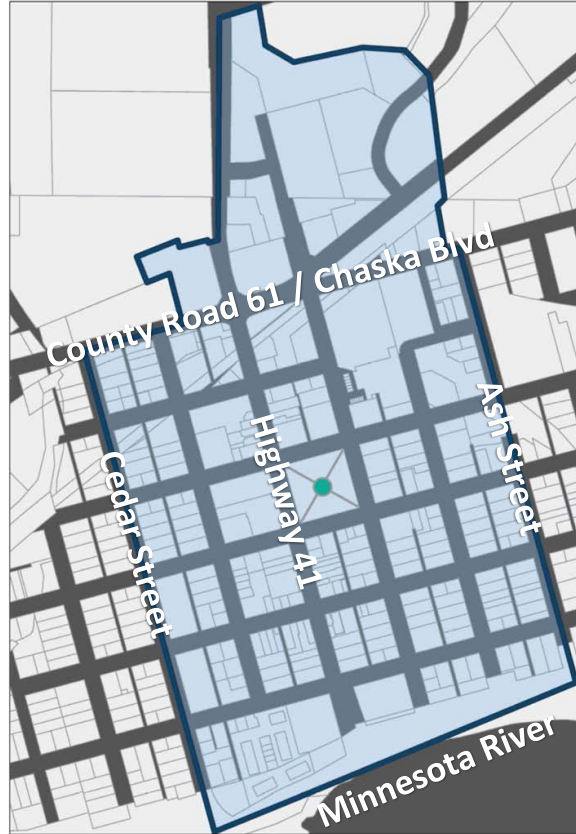 County Road 61 / Chaska Blvd
Ash Street
Highway 41
Cedar Street
Minnesota River